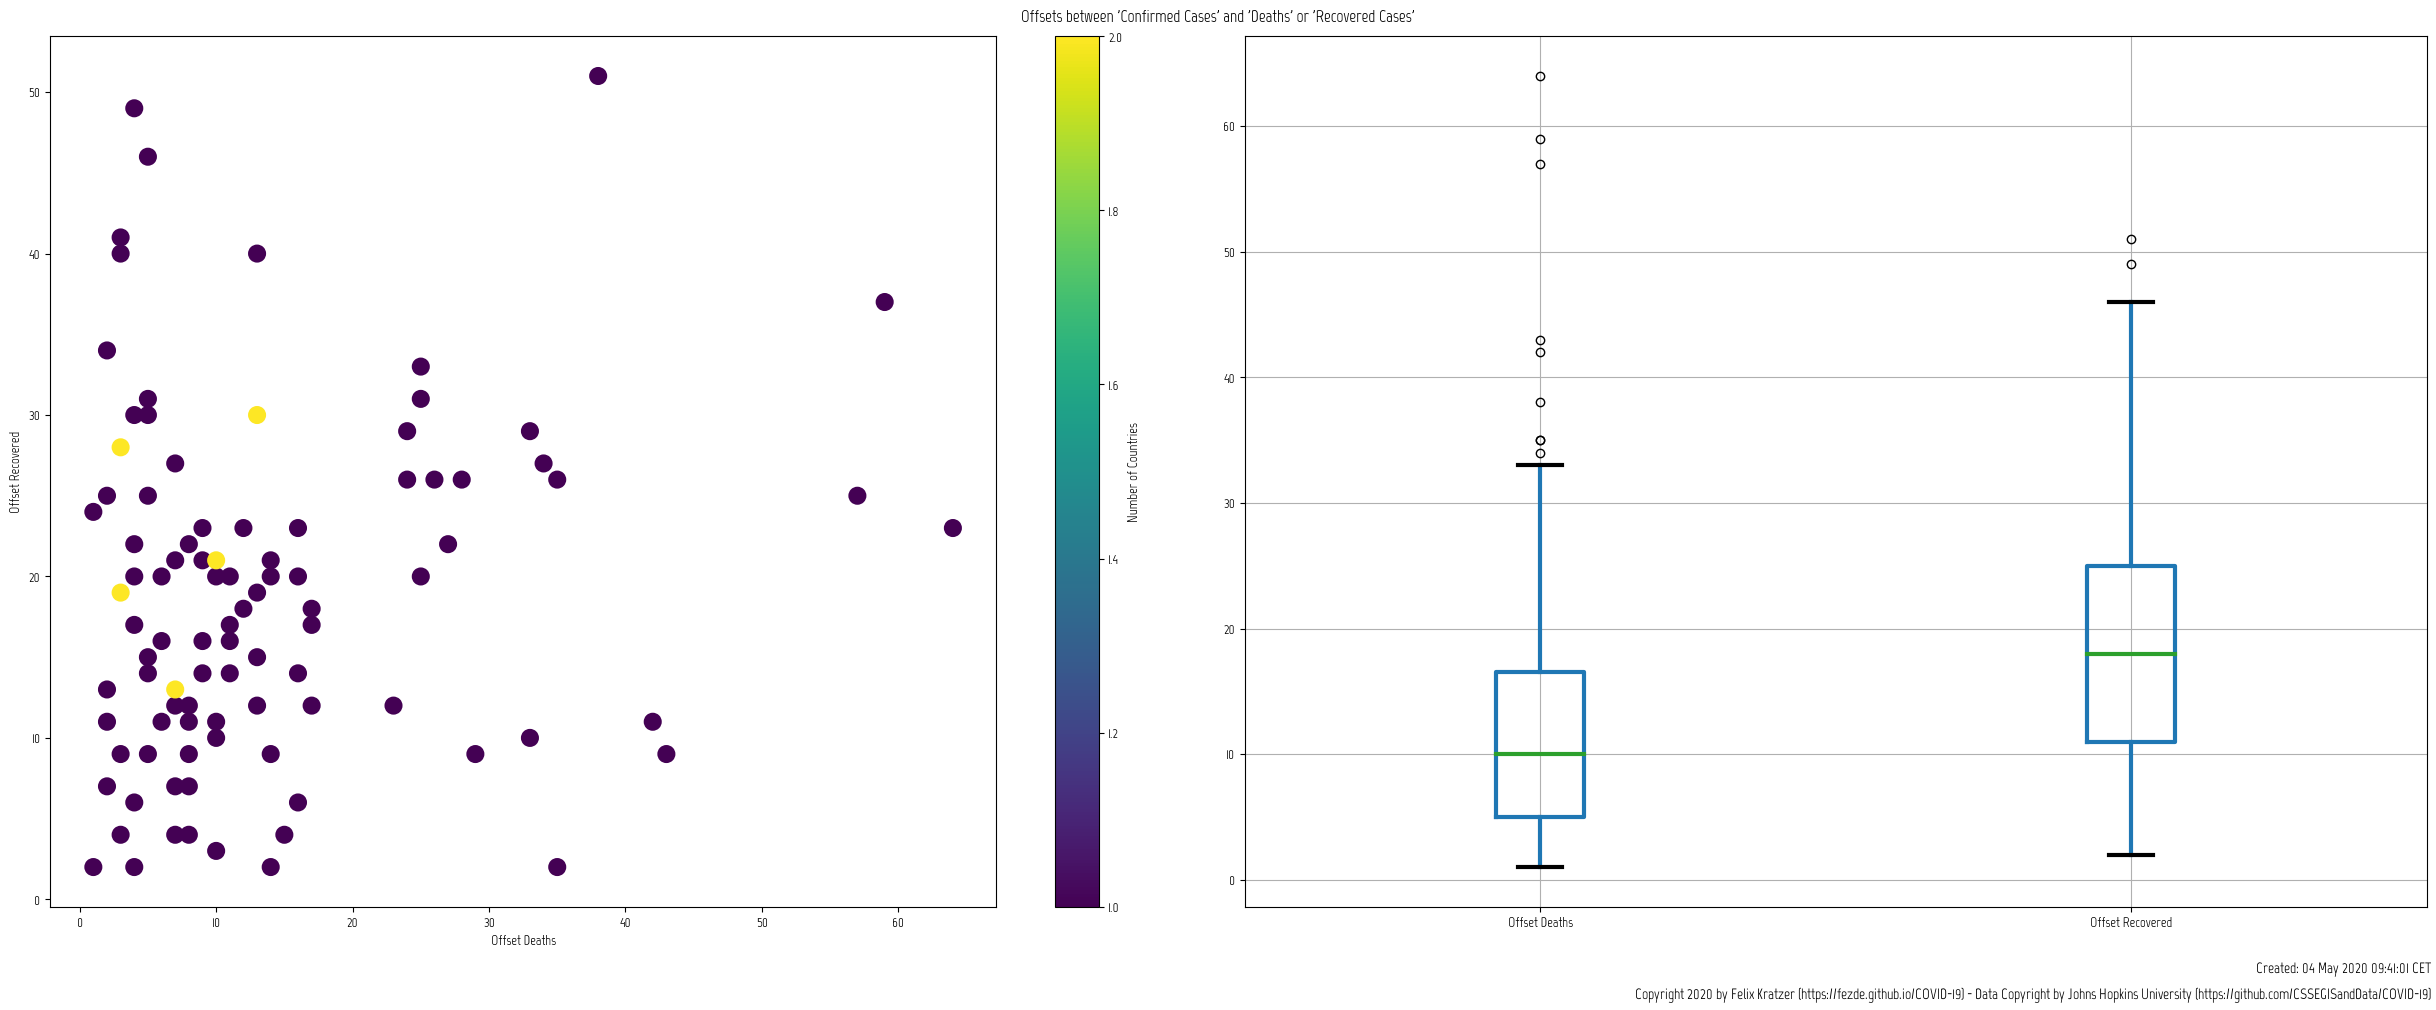 Offsets between 'Confirmed Cases' and 'Deaths' or 'Recovered Cases'
Offset Recovered
50
40
30
20
10
0
0 10 20 30 40 50 60
Offset Deaths
2.0
1.8
1.6
1.4
1.2
1.0
Number of Countries
60
50
40
30
20
10
0
Offset Deaths Offset Recovered
Created: 04 May 2020 09:41:01 CET
Copyright 2020 by Felix Kratzer (https://fezde.github.io/COVID-19) - Data Copyright by Johns Hopkins University (https://github.com/CSSEGISandData/COVID-19)